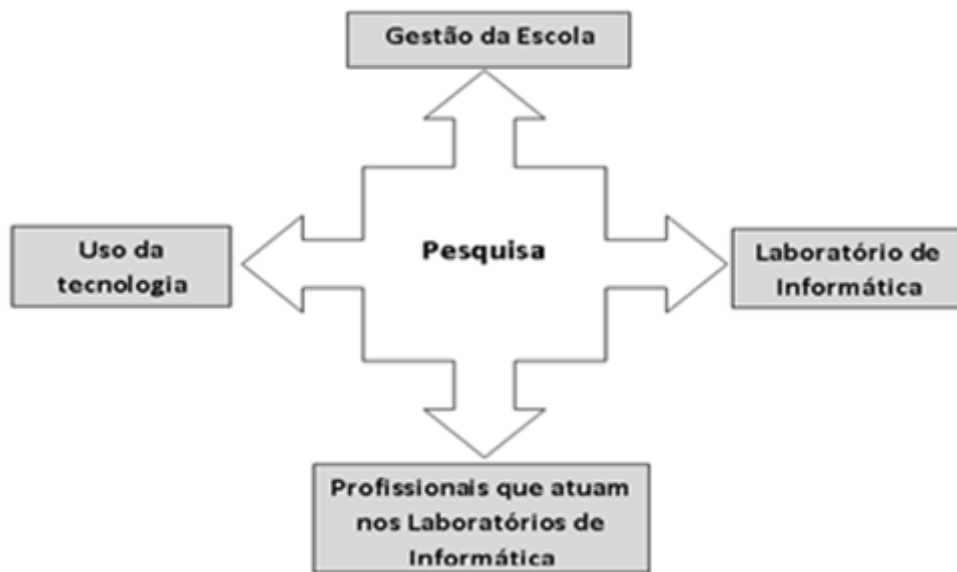 Gestão da Escola
Uso da
tecnologia
Pesquisa
Laboratório de
Informática
Profissionais que atuam
nos Laboratórios de
Informática